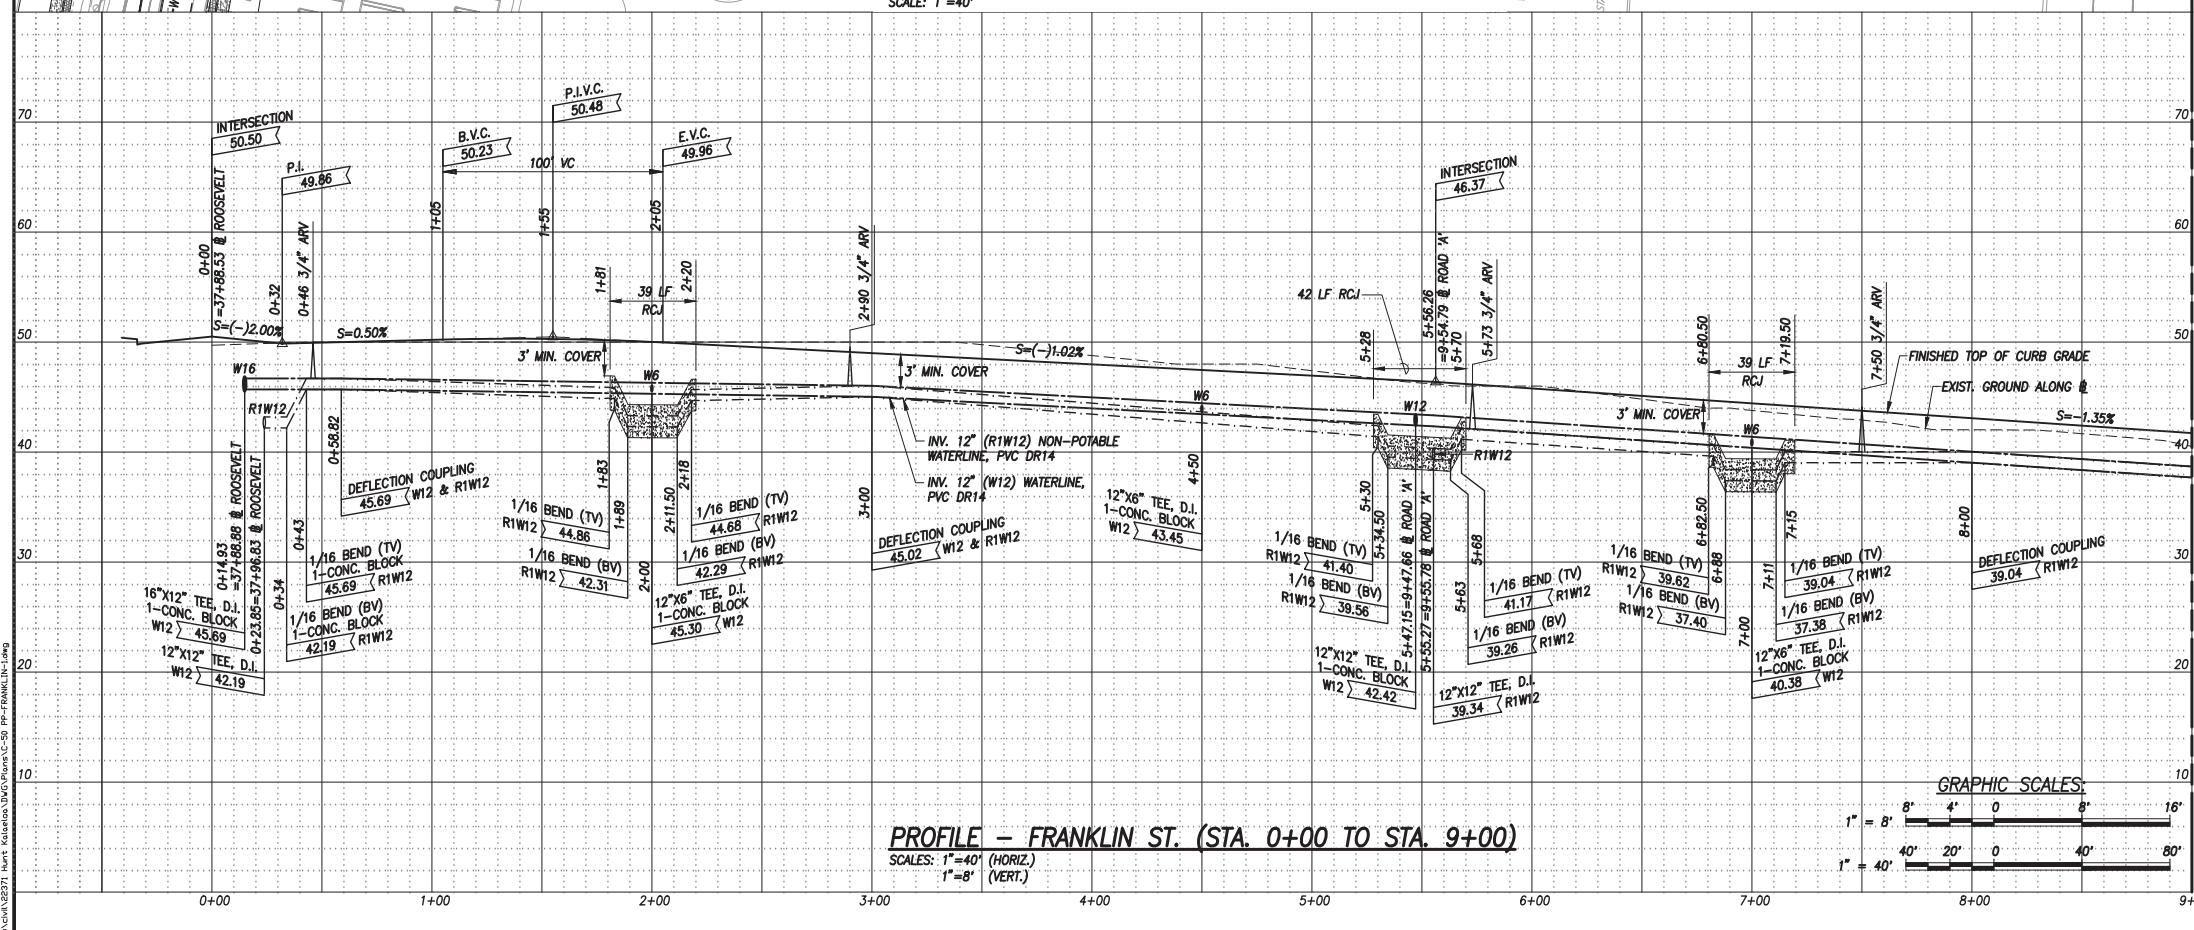 SCALE: 1"=40'
70
60
50
40
30
20
10
70
60
50
40
30
20
10
INTERSECTION
50.50
P.I.
49.86
B.V.C.
50.23
P.I.V.C.
50.48
E.V.C.
49.96
100' VC
0+00
=37+88.53 ℄ ROOSEVELT
0+32
0+46 3/4" ARV
1+05
1+55
2+05
S=(-)2.00%
S=0.50%
1+81
39 LF
RCJ
2+20
3' MIN. COVER
2+90 3/4" ARV
3' MIN. COVER
S=(-)1.02%
42 LF RCJ
INTERSECTION
46.37
5+28
5+56.26
=9+54.79 ℄ ROAD 'A'
5+70
5+73 3/4" ARV
6+80.50
39 LF
RCJ
7+19.50
3' MIN. COVER
7+50 3/4" ARV
FINISHED TOP OF CURB GRADE
EXIST. GROUND ALONG ℄
S=-1.35%
W16
R1W12
W6
W6
W12
R1W12
W6
INV. 12" (R1W12) NON-POTABLE
WATERLINE, PVC DR14
INV. 12" (W12) WATERLINE,
PVC DR14
0+14.93
=37+88.88 ℄ ROOSEVELT
16"X12" TEE, D.I.
1-CONC. BLOCK
W12 45.69
0+23.85=37+96.83 ℄ ROOSEVELT
12"X12" TEE, D.I.
W12 42.19
0+34
1/16 BEND (BV)
1-CONC. BLOCK
42.19 R1W12
0+43
1/16 BEND (TV)
1-CONC. BLOCK
45.69 R1W12
0+58.82
DEFLECTION COUPLING
45.69 W12 & R1W12
1+83
1/16 BEND (TV)
R1W12 44.86
1+89
1/16 BEND (BV)
R1W12 42.31
2+00
12"X6" TEE, D.I.
1-CONC. BLOCK
45.30 W12
2+11.50
1/16 BEND (BV)
42.29 R1W12
2+18
1/16 BEND (TV)
44.68 R1W12
3+00
DEFLECTION COUPLING
45.02 W12 & R1W12
4+50
12"X6" TEE, D.I.
1-CONC. BLOCK
W12 43.45
5+30
1/16 BEND (TV)
R1W12 41.40
5+34.50
1/16 BEND (BV)
R1W12 39.56
5+47.15=9+47.66 ℄ ROAD 'A'
12"X12" TEE, D.I.
1-CONC. BLOCK
W12 42.42
5+55.27=9+55.78 ℄ ROAD 'A'
12"X12" TEE, D.I.
39.34 R1W12
5+63
1/16 BEND (BV)
39.26 R1W12
5+68
1/16 BEND (TV)
41.17 R1W12
6+82.50
1/16 BEND (TV)
R1W12 39.62
6+88
1/16 BEND (BV)
R1W12 37.40
7+00
12"X6" TEE, D.I.
1-CONC. BLOCK
40.38 W12
7+11
1/16 BEND (BV)
37.38 R1W12
7+15
1/16 BEND (TV)
39.04 R1W12
8+00
DEFLECTION COUPLING
39.04 R1W12
GRAPHIC SCALES:
8' 4' 0 8' 16'
1" = 8'
40' 20' 0 40' 80'
1" = 40'
PROFILE - FRANKLIN ST. (STA. 0+00 TO STA. 9+00)
SCALES: 1"=40' (HORIZ.)
1"=8' (VERT.)
0+00 1+00 2+00 3+00 4+00 5+00 6+00 7+00 8+00 9+
\civil\22371 Hunt Kalaeloa\DWG\Plans\C-50 PP-FRANKLIN-1.dwg